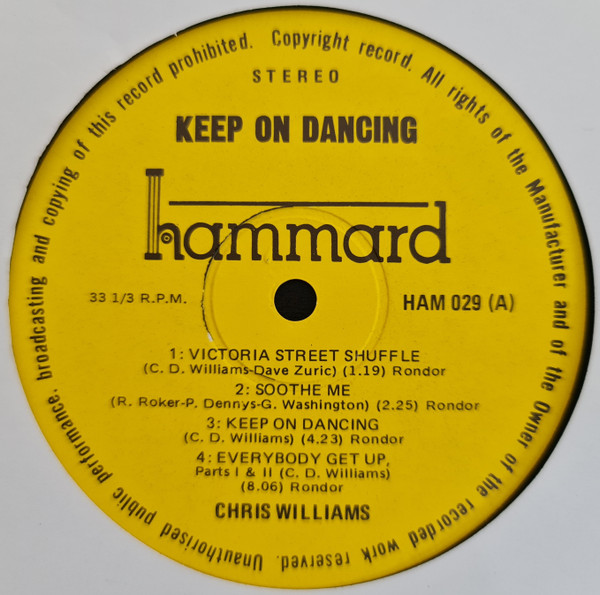 Unauthorised public performance, broadcasting and copying of this record prohibited. Copyright record. All rights of the Manufacturer and of the Owner of the recorded work reserved.
STEREO
KEEP ON DANCING
hammard
33 1/3 R.P.M.
HAM 029 (A)
1: VICTORIA STREET SHUFFLE
(C. D. Williams-Dave Zuric) (1.19) Rondor
2: SOOTHE ME
(R. Roker-P. Dennys-G. Washington) (2.25) Rondor
3: KEEP ON DANCING
(C. D. Williams) (4.23) Rondor
4: EVERYBODY GET UP,
Parts I & II (C. D. Williams)
(8.06) Rondor
CHRIS WILLIAMS